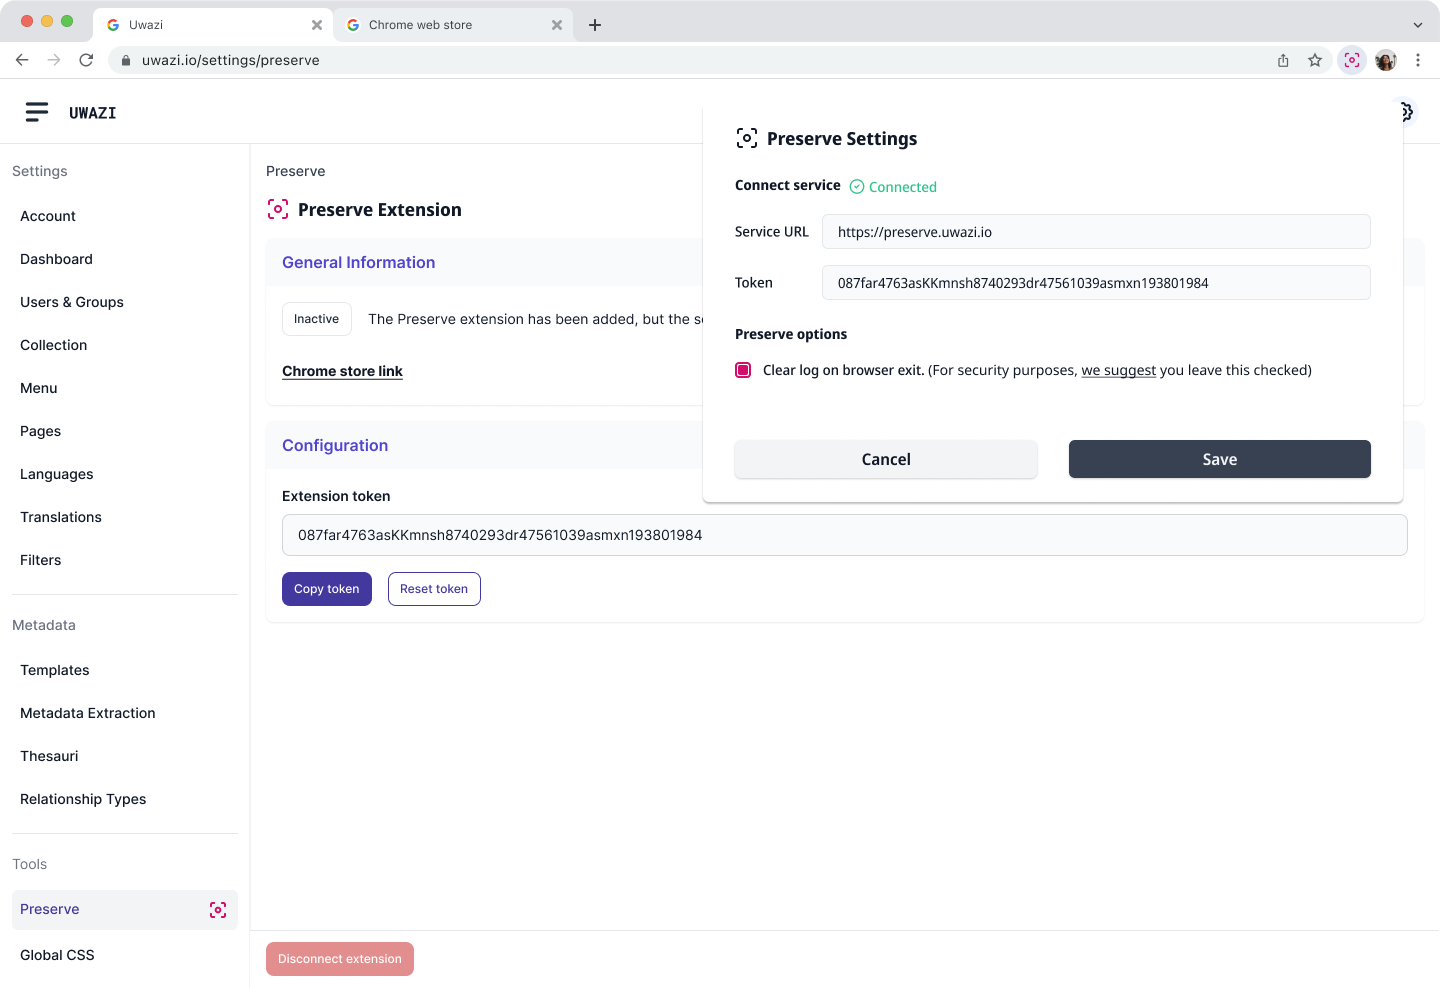 Uwazi
Chrome web store
uwazi.io/settings/preserve
UWAZI
Settings
Account
Dashboard
Users & Groups
Collection
Menu
Pages
Languages
Translations
Filters
Metadata
Templates
Metadata Extraction
Thesauri
Relationship Types
Tools
Preserve
Global CSS
Preserve
Preserve Extension
General Information
Inactive
The Preserve extension has been added, but the
Chrome store link
Configuration
Extension token
087far4763asKKmnsh8740293dr47561039asmxn193801984
Copy token
Reset token
Disconnect extension
Preserve Settings
Connect service Connected
Service URL https://preserve.uwazi.io
Token 087far4763asKKmnsh8740293dr47561039asmxn193801984
Preserve options
Clear log on browser exit. (For security purposes, we suggest you leave this checked)
Cancel
Save